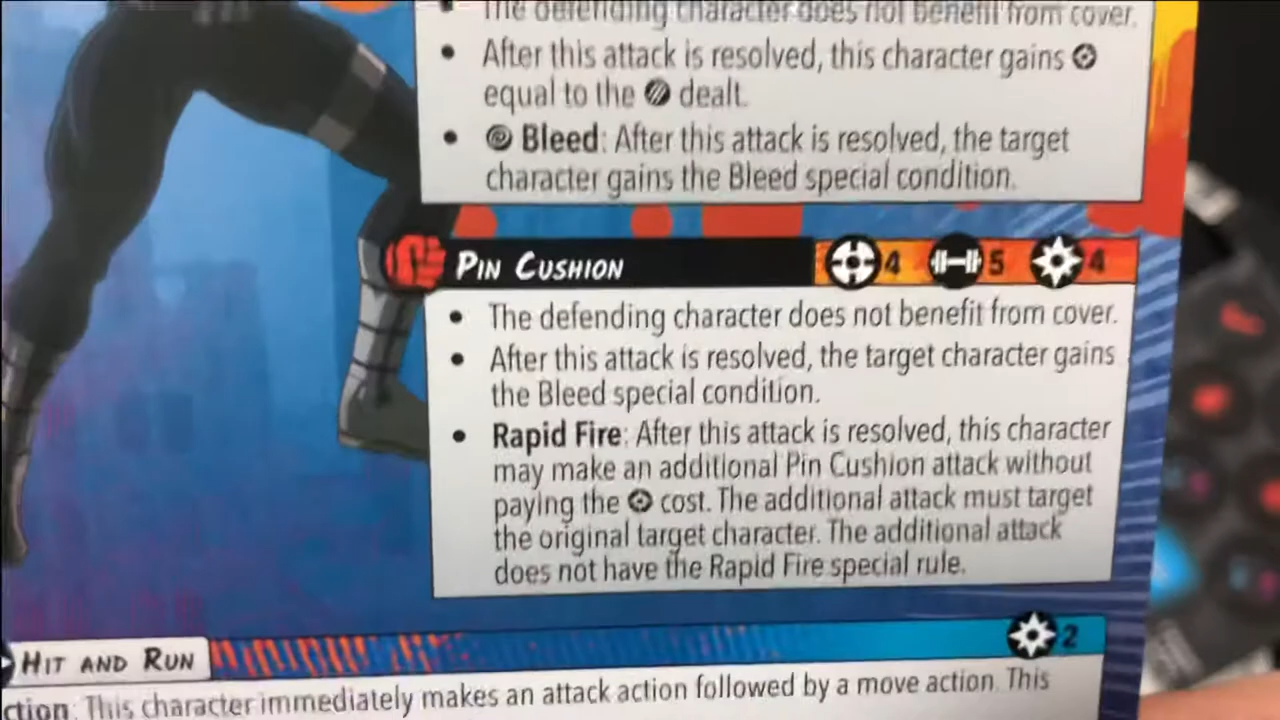 The defending character does not benefit from cover.
• After this attack is resolved, this character gains
equal to the dealt.
• Bleed: After this attack is resolved, the target
character gains the Bleed special condition.
PIN CUSHION 4 5 4
• The defending character does not benefit from cover.
• After this attack is resolved, the target character gains
the Bleed special condition.
• Rapid Fire: After this attack is resolved, this character
may make an additional Pin Cushion attack without
paying the cost. The additional attack must target
the original target character. The additional attack
does not have the Rapid Fire special rule.
HIT AND RUN 2
ction: This character immediately makes an attack action followed by a move action. This